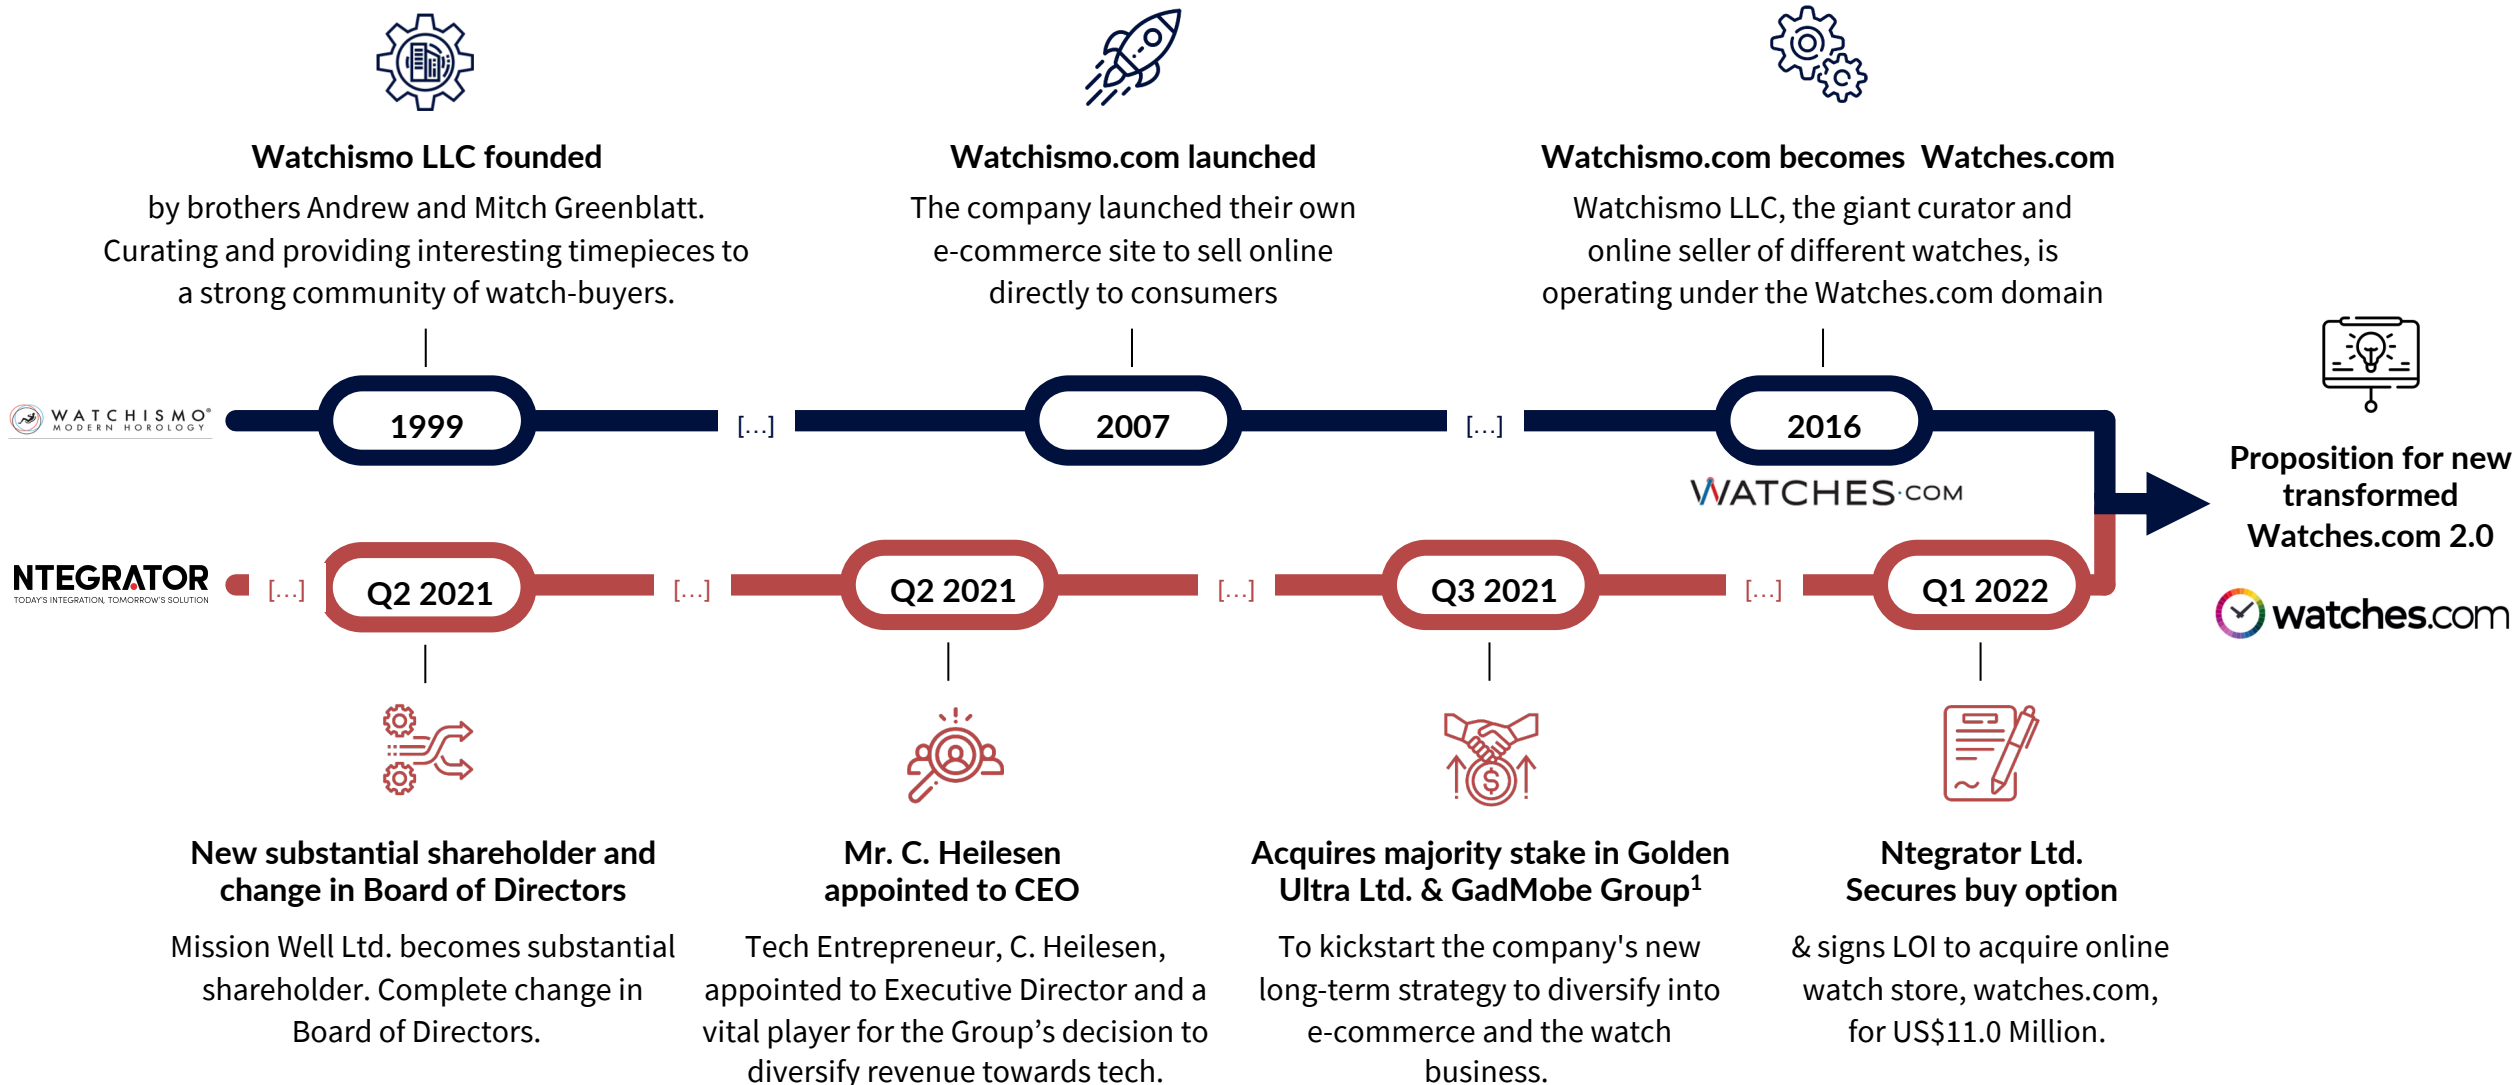 Watchismo LLC founded
by brothers Andrew and Mitch Greenblatt.
Curating and providing interesting timepieces to
a strong community of watch-buyers.
Watchismo.com launched
The company launched their own
e-commerce site to sell online
directly to consumers
Watchismo.com becomes Watches.com
Watchismo LLC, the giant curator and
online seller of different watches, is
operating under the Watches.com domain
WATCHISMO®
MODERN HOROLOGY
1999
[...]
2007
[...]
2016
WATCHES.COM
Proposition for new
transformed
Watches.com 2.0
watches.com
NTEGRATOR
TODAY'S INTEGRATION, TOMORROW'S SOLUTION
[...]
Q2 2021
[...]
Q2 2021
[...]
Q3 2021
[...]
Q1 2022
New substantial shareholder and
change in Board of Directors
Mission Well Ltd. becomes substantial
shareholder. Complete change in
Board of Directors.
Mr. C. Heilesen
appointed to CEO
Tech Entrepreneur, C. Heilesen,
appointed to Executive Director and a
vital player for the Group’s decision to
diversify revenue towards tech.
Acquires majority stake in Golden
Ultra Ltd. & GadMobe Group¹
To kickstart the company's new
long-term strategy to diversify into
e-commerce and the watch
business.
Ntegrator Ltd.
Secures buy option
& signs LOI to acquire online
watch store, watches.com,
for US$11.0 Million.